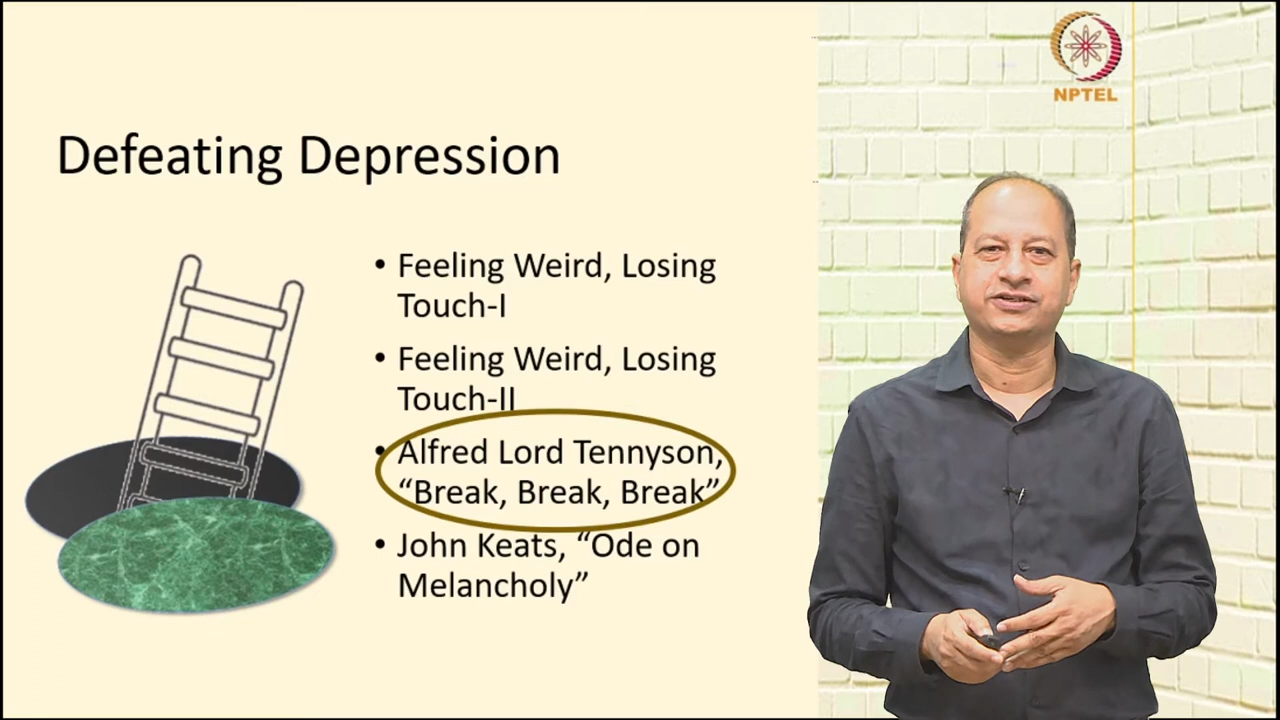 NPTEL
Defeating Depression
• Feeling Weird, Losing
Touch-I
• Feeling Weird, Losing
Touch-II
• Alfred Lord Tennyson,
“Break, Break, Break”
• John Keats, “Ode on
Melancholy”